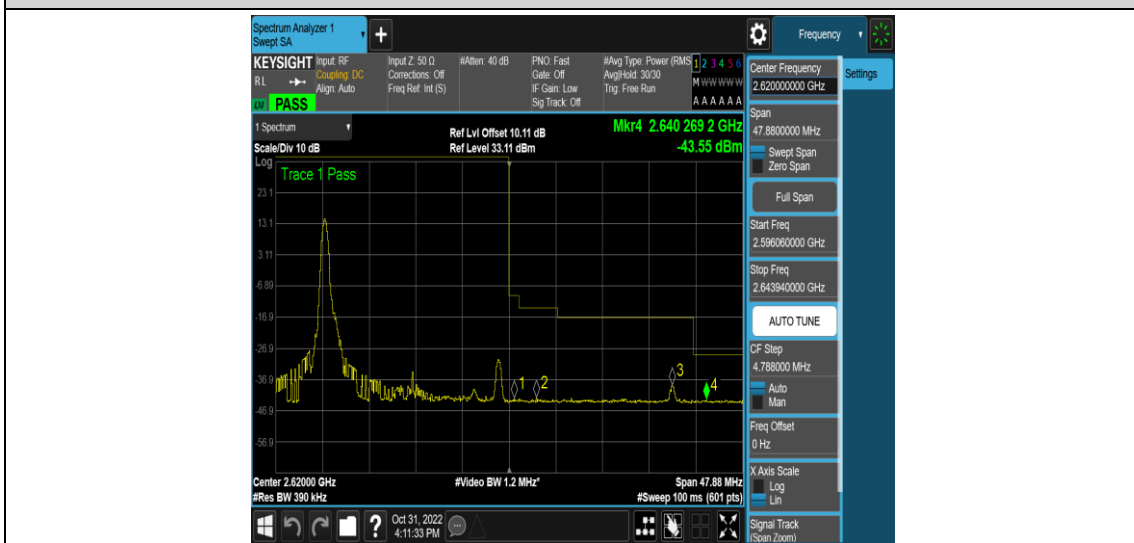 Spectrum Analyzer 1
Swept SA
+
Frequency
KEYSIGHT
RL
LXI PASS
Input: RF
Coupling: DC
Align: Auto
Input Z: 50 Ω
Corrections: Off
Freq Ref: Int (S)
#Atten: 40 dB
PNO: Fast
Gate: Off
IF Gain: Low
Sig Track: Off
#Avg Type: Power (RMS
Avg|Hold: 30/30
Trig: Free Run
1 2 3 4 5 6
M W W W W W
A A A A A A
1 Spectrum
Scale/Div 10 dB
Ref Lvl Offset 10.11 dB
Ref Level 33.11 dBm
Mkr4 2.640 269 2 GHz
-43.55 dBm
Log
Trace 1 Pass
23.1
13.1
3.11
-6.89
-16.9
-26.9
-36.9
-46.9
-56.9
1
2
3
4
Center 2.62000 GHz
#Res BW 390 kHz
#Video BW 1.2 MHz*
Span 47.88 MHz
#Sweep 100 ms (601 pts)
Center Frequency
2.620000000 GHz
Settings
Span
47.8800000 MHz
Swept Span
Zero Span
Full Span
Start Freq
2.596060000 GHz
Stop Freq
2.643940000 GHz
AUTO TUNE
CF Step
4.788000 MHz
Auto
Man
Freq Offset
0 Hz
X Axis Scale
Log
Lin
Signal Track
(Span Zoom)
?
Oct 31, 2022
4:11:33 PM